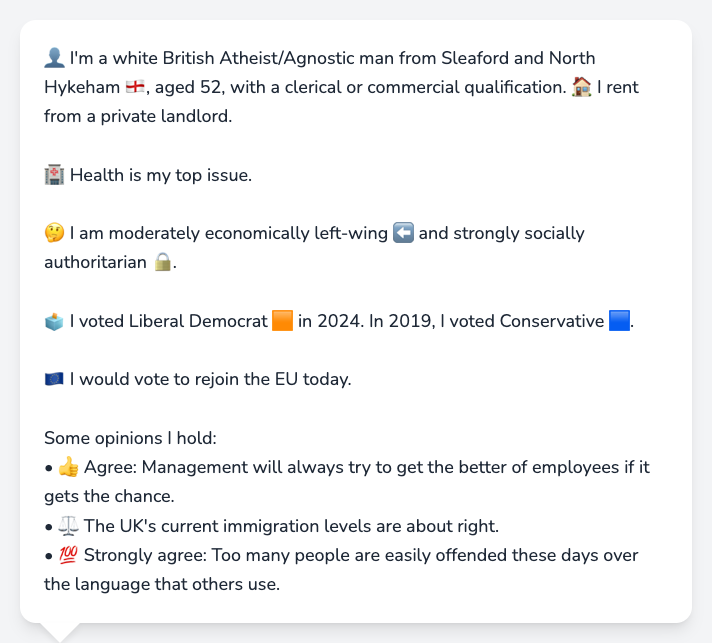 👤 I'm a white British Atheist/Agnostic man from Sleaford and North
Hykeham 🏴󠁧󠁢󠁥󠁮󠁧󠁿, aged 52, with a clerical or commercial qualification. 🏠 I rent
from a private landlord.
🏥 Health is my top issue.
🤔 I am moderately economically left-wing ⬅️ and strongly socially
authoritarian 🔒.
🗳️ I voted Liberal Democrat 🟧 in 2024. In 2019, I voted Conservative 🟦.
🇪🇺 I would vote to rejoin the EU today.
Some opinions I hold:
• 👍 Agree: Management will always try to get the better of employees if it
gets the chance.
• ⚖️ The UK's current immigration levels are about right.
• 💯 Strongly agree: Too many people are easily offended these days over
the language that others use.